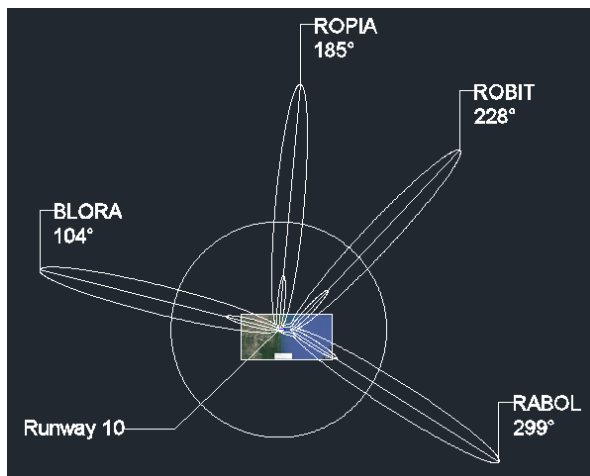 ROPIA
185°
ROBIT
228°
BLORA
104°
RABOL
299°
Runway 10